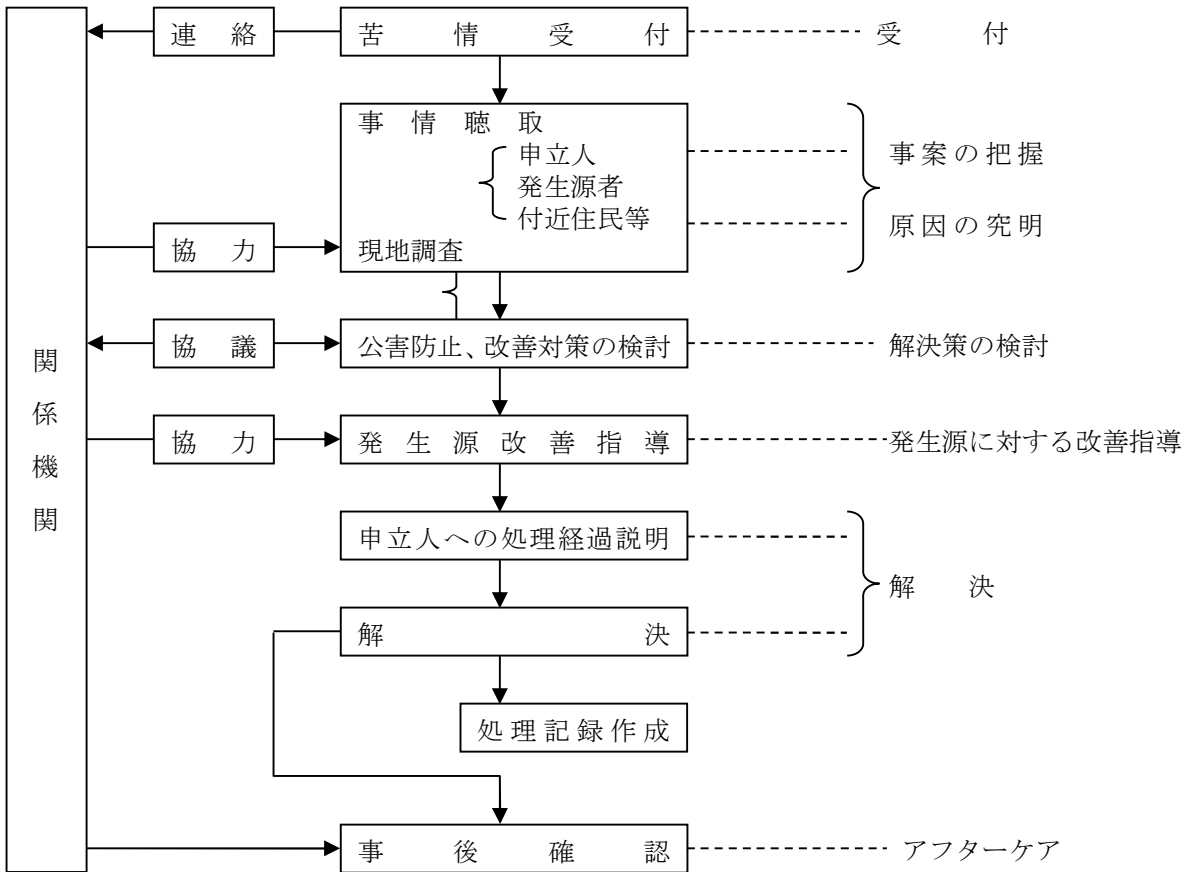 連絡
苦情受付
受付
事情聴取
申立人
発生源者
付近住民等
現地調査
事案の把握
原因の究明
協力
協議
公害防止、改善対策の検討
解決策の検討
関係機関
協力
発生源改善指導
発生源に対する改善指導
申立人への処理経過説明
解決
解決
処理記録作成
事後確認
アフターケア